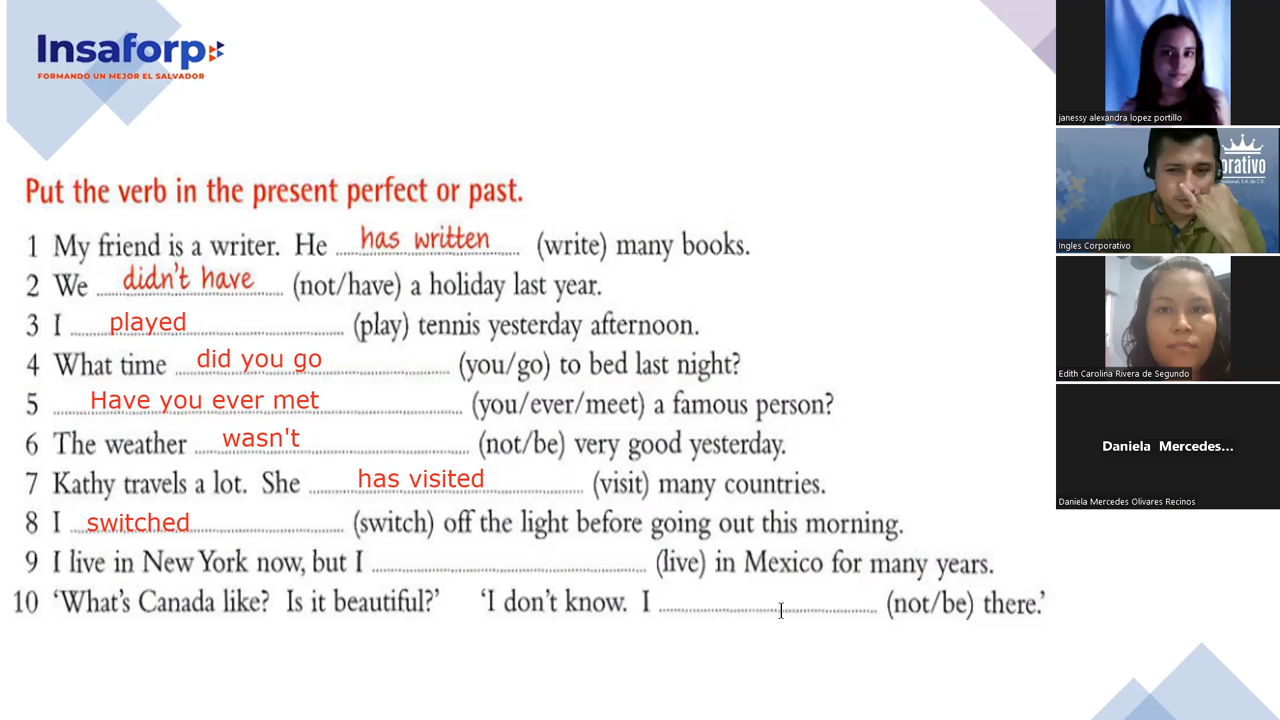 Insaforp
FORMANDO UN MEJOR EL SALVADOR
Put the verb in the present perfect or past.
1 My friend is a writer. He has written (write) many books.
2 We didn't have (not/have) a holiday last year.
3 I played (play) tennis yesterday afternoon.
4 What time did you go (you/go) to bed last night?
5 Have you ever met (you/ever/meet) a famous person?
6 The weather wasn't (not/be) very good yesterday.
7 Kathy travels a lot. She has visited (visit) many countries.
8 I switched (switch) off the light before going out this morning.
9 I live in New York now, but I (live) in Mexico for many years.
10 ‘What's Canada like? Is it beautiful?’ ‘I don't know. I (not/be) there.’
janessy alexandra lopez portillo
orativo
Ingles Corporativo
Edith Carolina Rivera de Segundo
Daniela Mercedes...
Daniela Mercedes Olivares Recinos